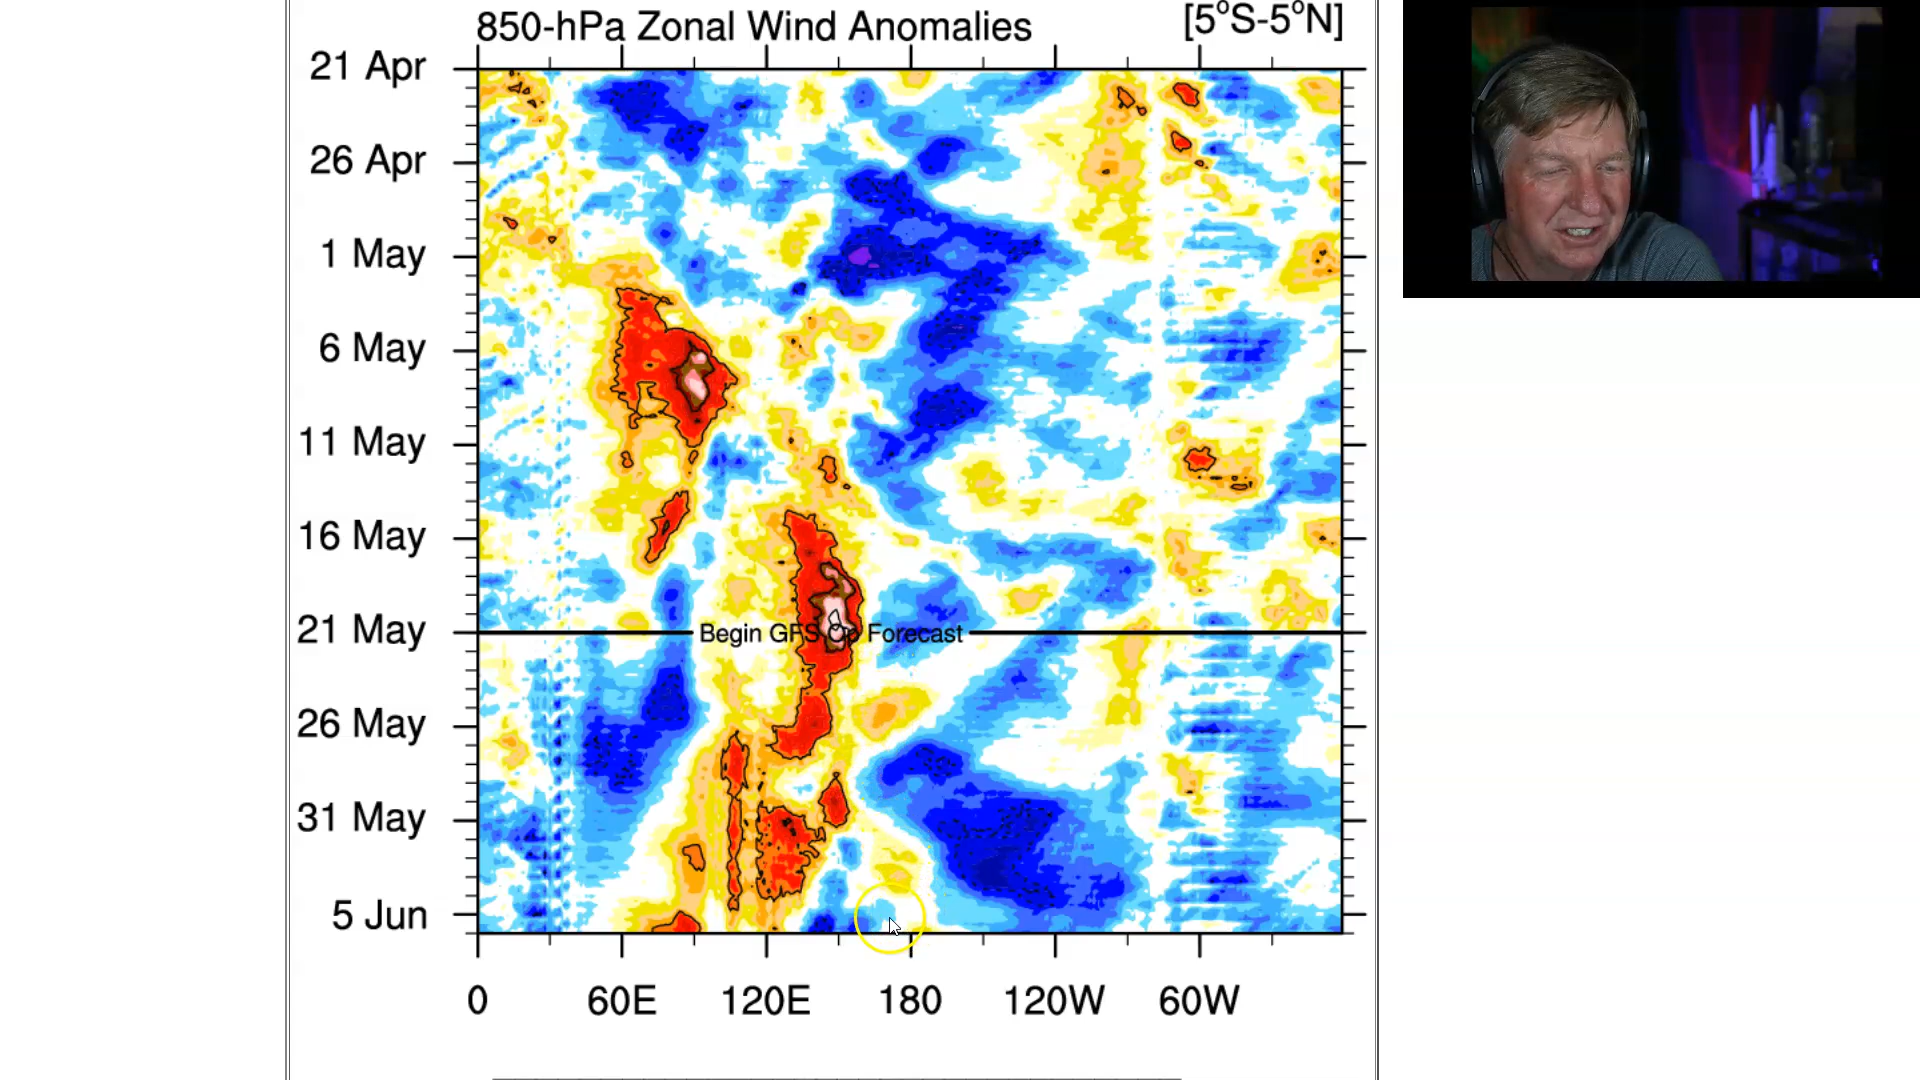 850-hPa Zonal Wind Anomalies [5°S-5°N]
21 Apr
26 Apr
1 May
6 May
11 May
16 May
21 May
Begin GFS Op Forecast
26 May
31 May
5 Jun
0 60E 120E 180 120W 60W